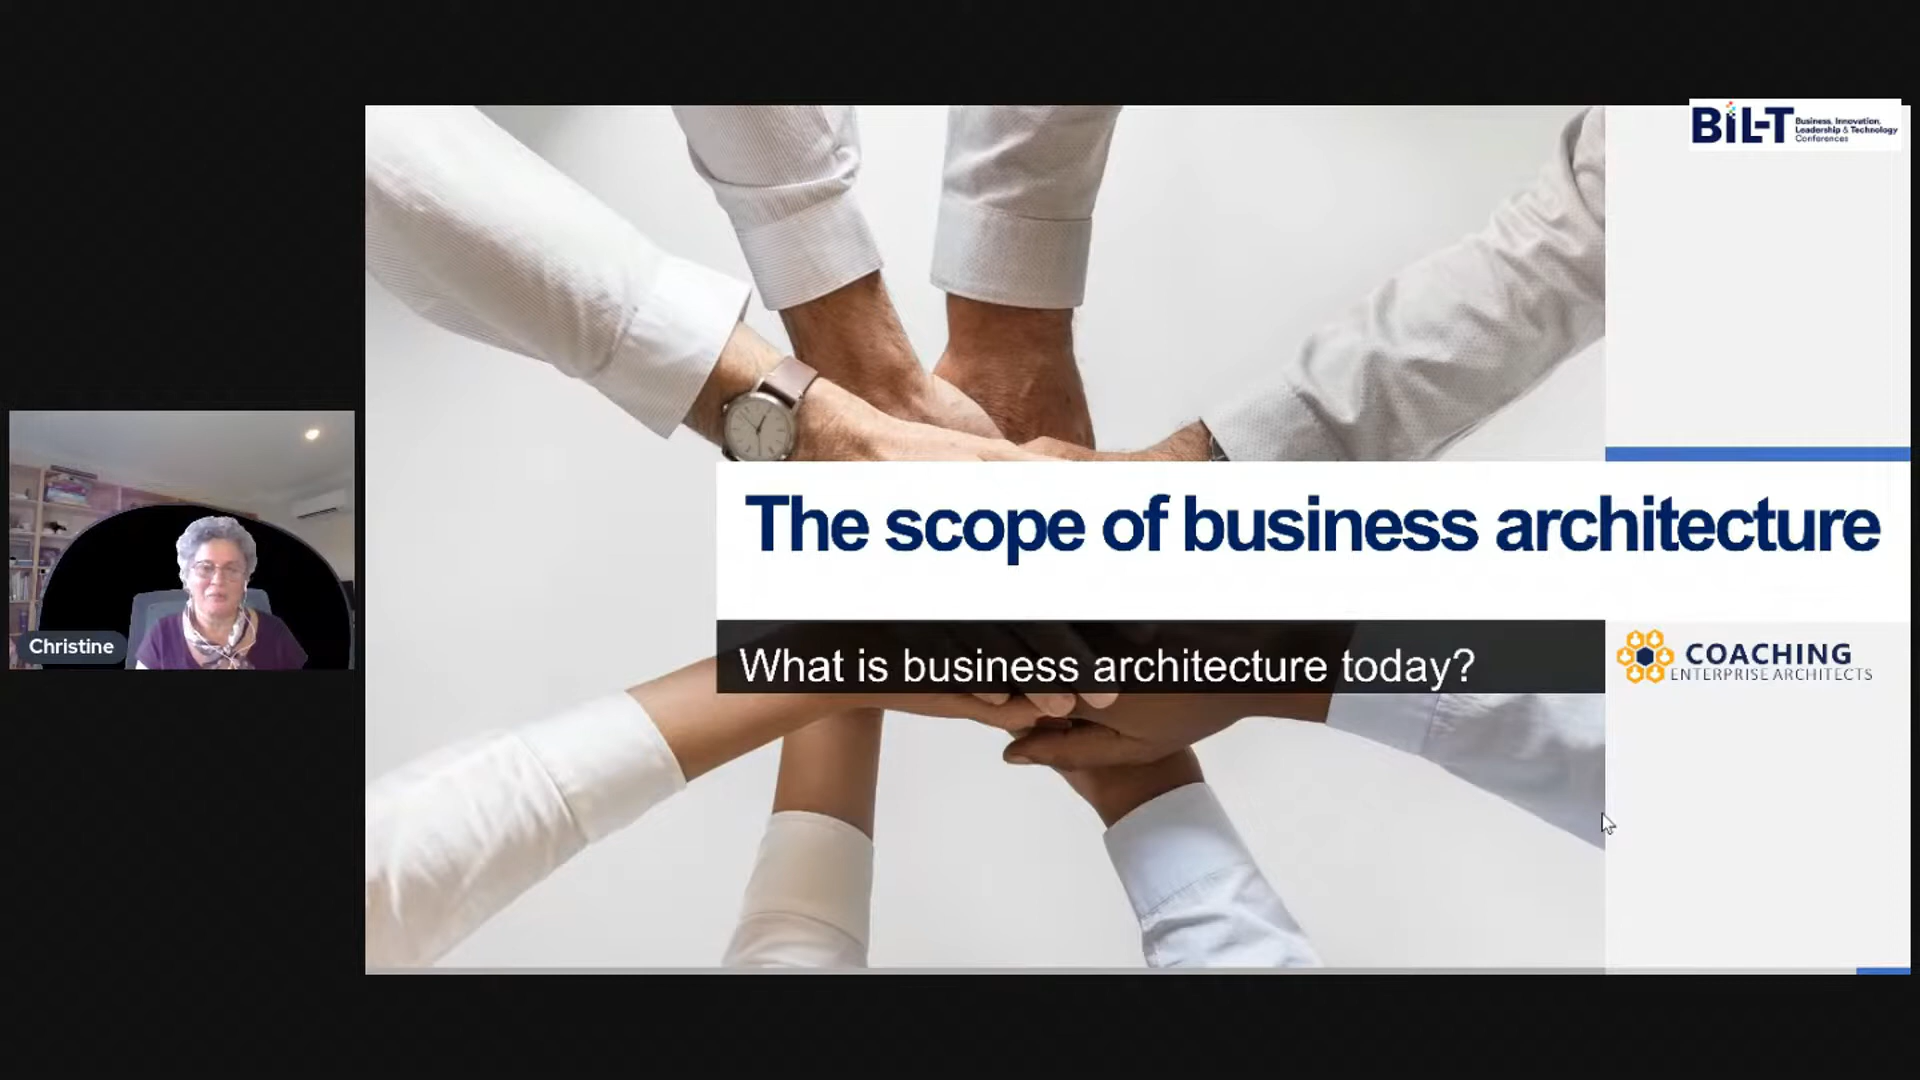 BiL-T
Business, Innovation,
Leadership & Technology
Conferences
The scope of business architecture
What is business architecture today?
COACHING
ENTERPRISE ARCHITECTS
Christine